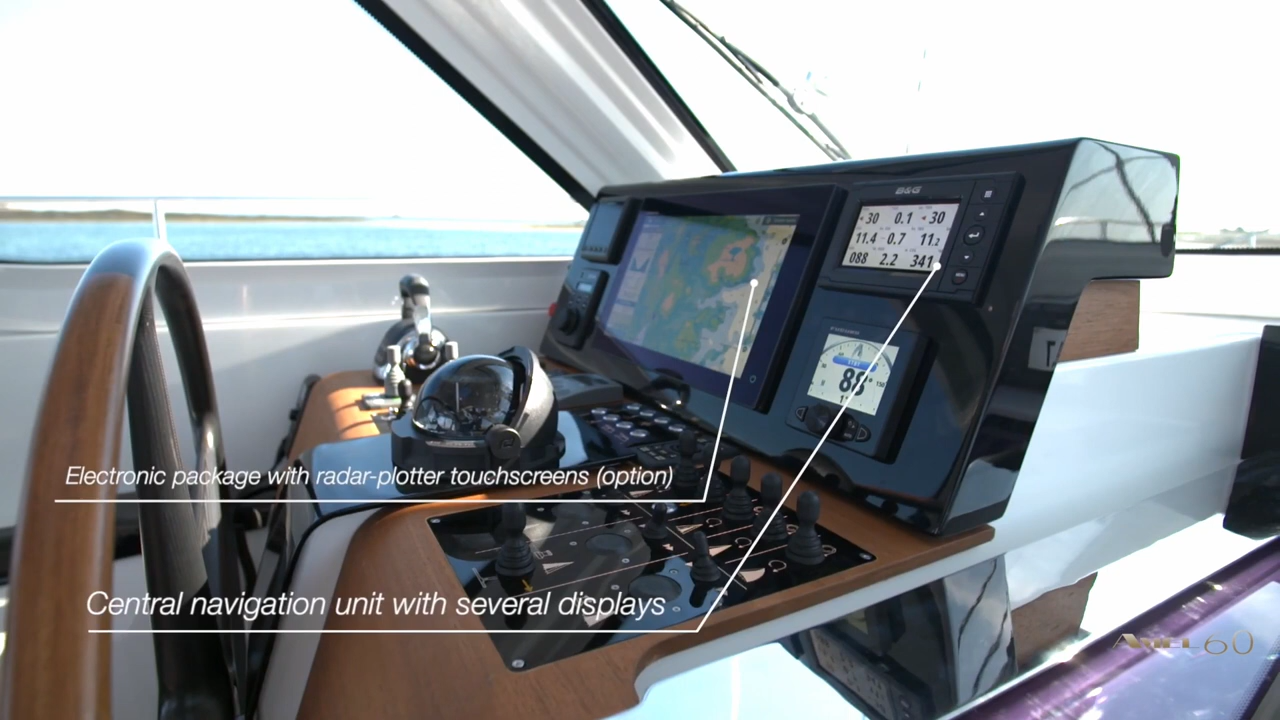 B&G
30 0.1 30
11.4 -0.7 11.2
088 2.2 341
88
Electronic package with radar-plotter touchscreens (option)
Central navigation unit with several displays
AMEL 60